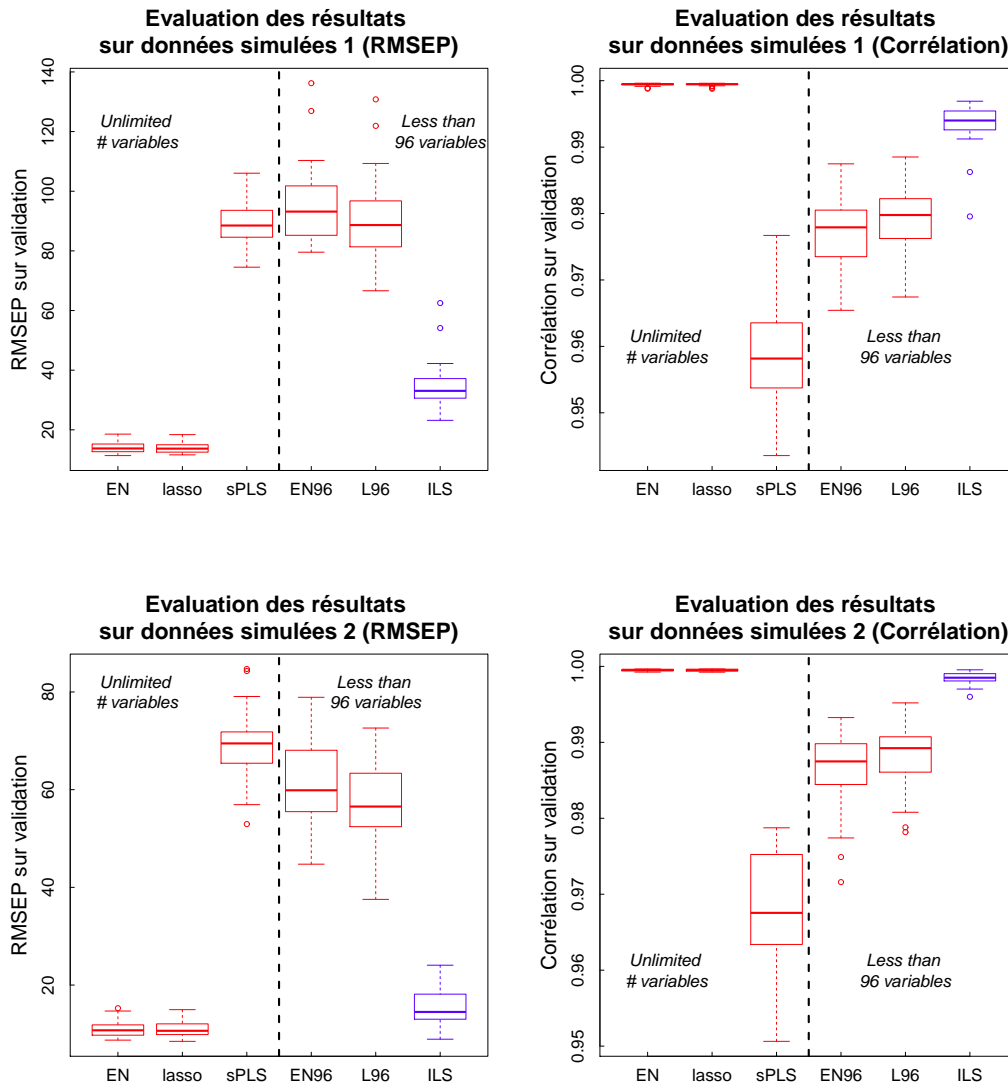 Evaluation des résultats
sur données simulées 1 (RMSEP)
RMSEP sur validation
140
120
100
80
60
40
20
Unlimited
# variables
Less than
96 variables
EN lasso sPLS EN96 L96 ILS
Evaluation des résultats
sur données simulées 1 (Corrélation)
Corrélation sur validation
1.00
0.99
0.98
0.97
0.96
0.95
Unlimited
# variables
Less than
96 variables
EN lasso sPLS EN96 L96 ILS
Evaluation des résultats
sur données simulées 2 (RMSEP)
RMSEP sur validation
80
60
40
20
Unlimited
# variables
Less than
96 variables
EN lasso sPLS EN96 L96 ILS
Evaluation des résultats
sur données simulées 2 (Corrélation)
Corrélation sur validation
1.00
0.99
0.98
0.97
0.96
0.95
Unlimited
# variables
Less than
96 variables
EN lasso sPLS EN96 L96 ILS